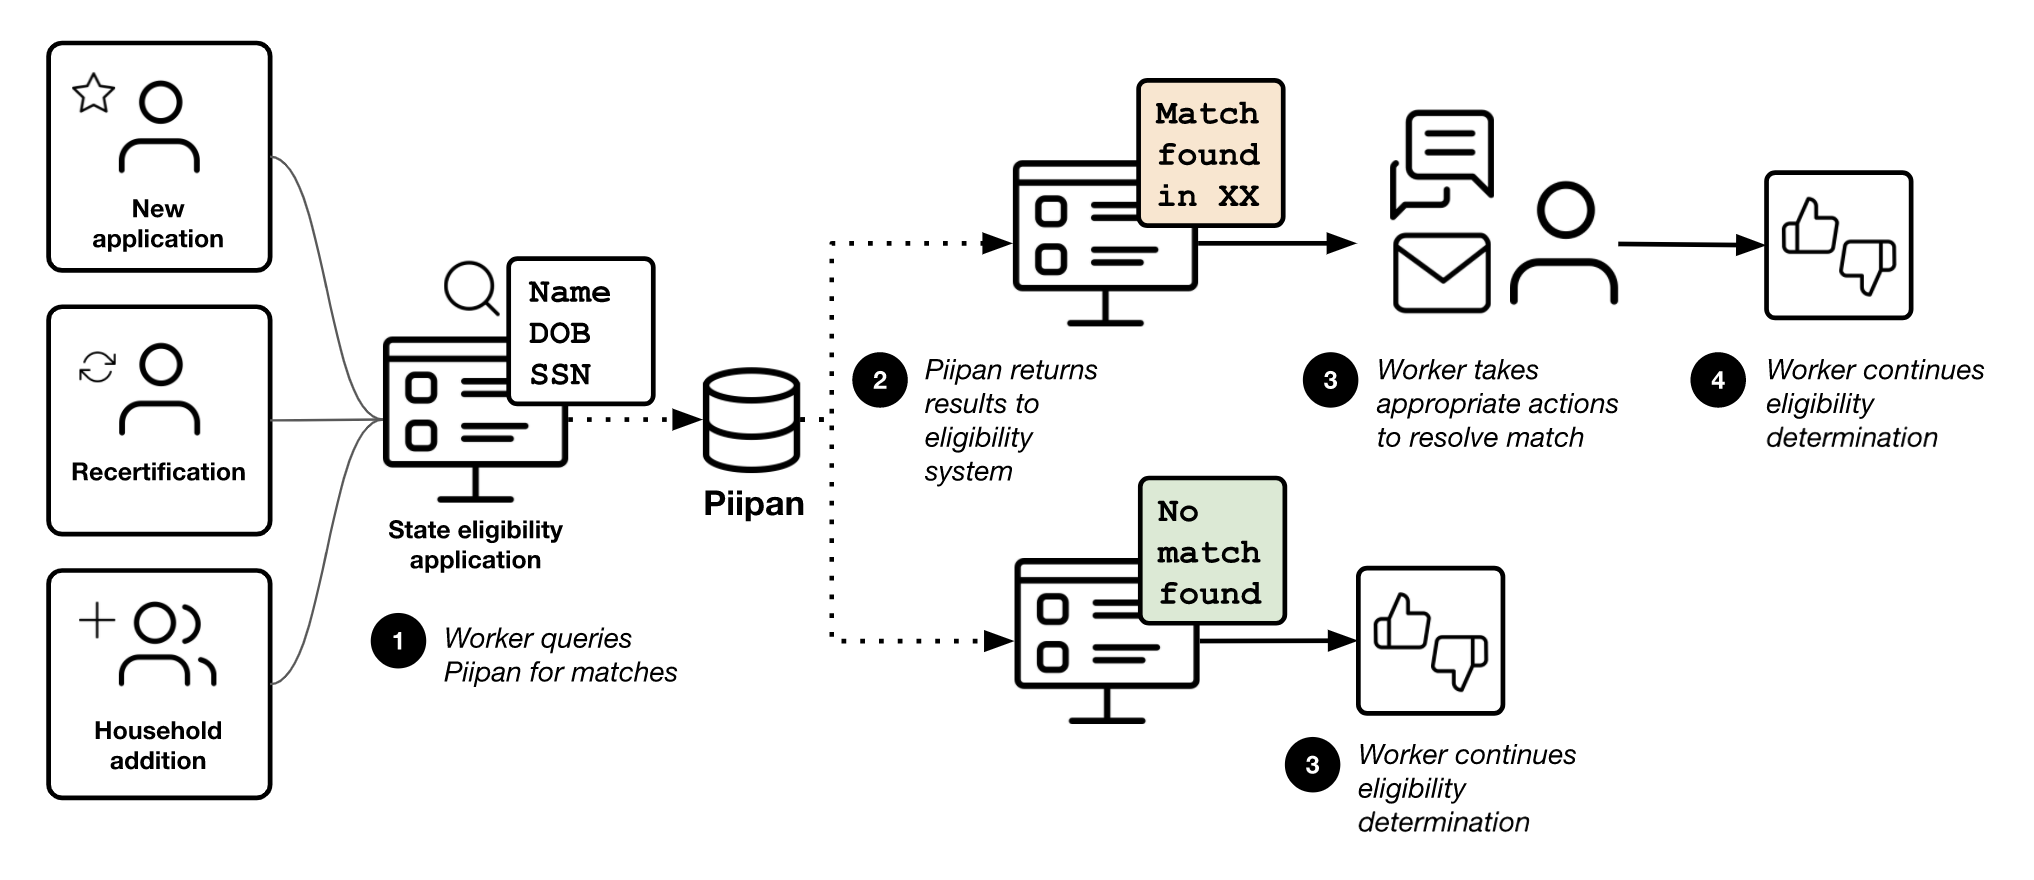 New
application
Recertification
Household
addition
Name
DOB
SSN
State eligibility
application
1
Worker queries
Piipan for matches
Piipan
2
Piipan returns
results to
eligibility
system
Match
found
in XX
3
Worker takes
appropriate actions
to resolve match
4
Worker continues
eligibility
determination
No
match
found
3
Worker continues
eligibility
determination